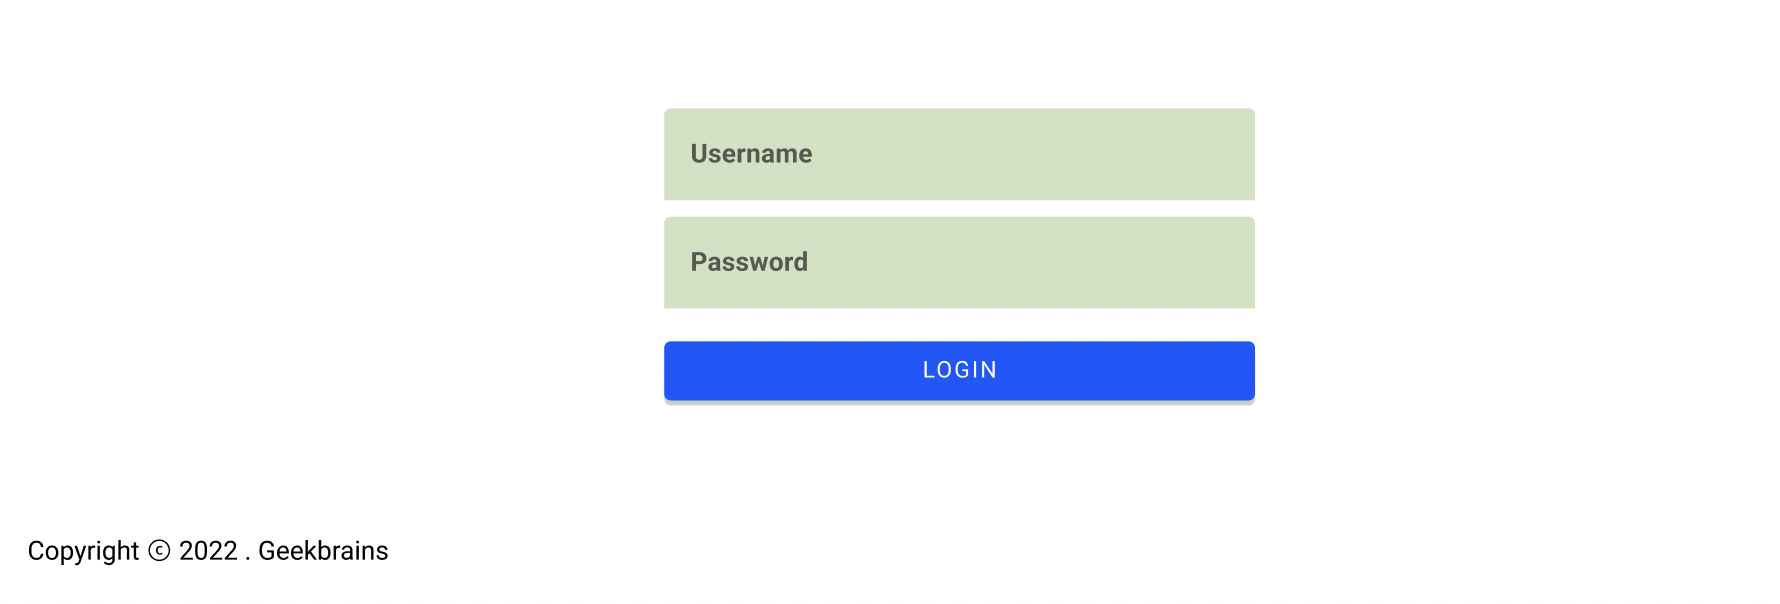 Username
Password
LOGIN
Copyright ⓒ 2022 . Geekbrains